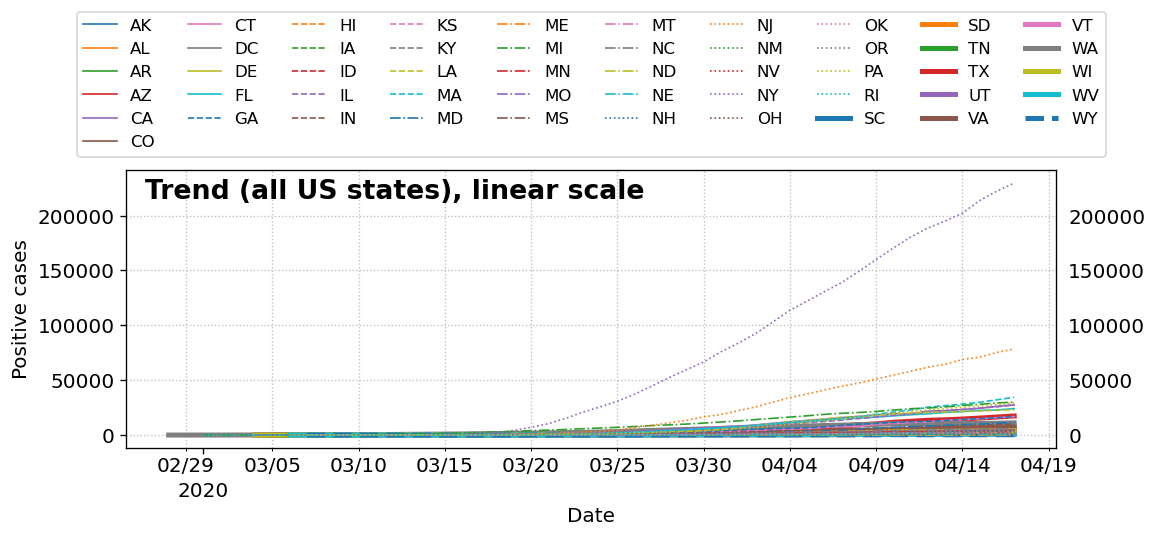 AK CT HI KS ME MT NJ OK SD VT
AL DC IA KY MI NC NM OR TN WA
AR DE ID LA MN ND NV PA TX WI
AZ FL IL MA MO NE NY RI UT WV
CA GA IN MD MS NH OH SC VA WY
CO
Trend (all US states), linear scale
200000 200000
150000 150000
100000 100000
50000 50000
0 0
Positive cases
02/29 03/05 03/10 03/15 03/20 03/25 03/30 04/04 04/09 04/14 04/19
2020
Date